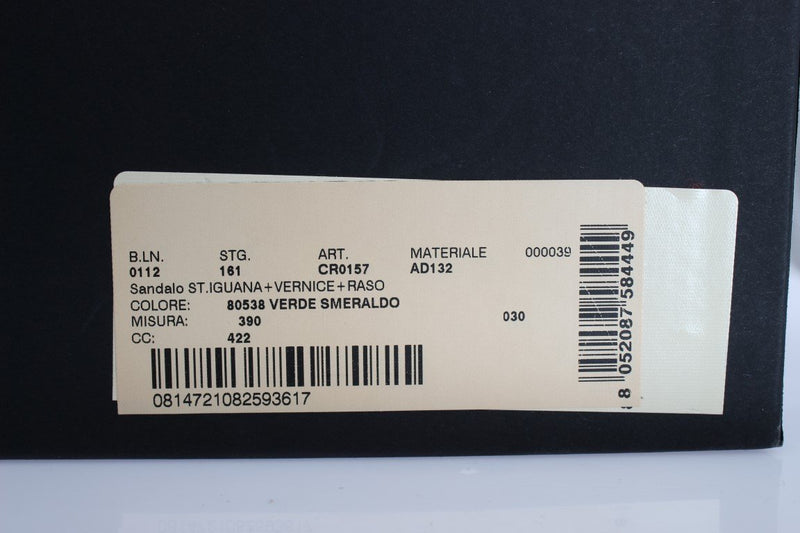 B.LN. STG. ART. MATERIALE 000039
0112 161 CR0157 AD132
Sandalo ST.IGUANA+VERNICE+RASO
COLORE: 80538 VERDE SMERALDO
MISURA: 390 030
CC: 422
0814721082593617
8 052087 584449